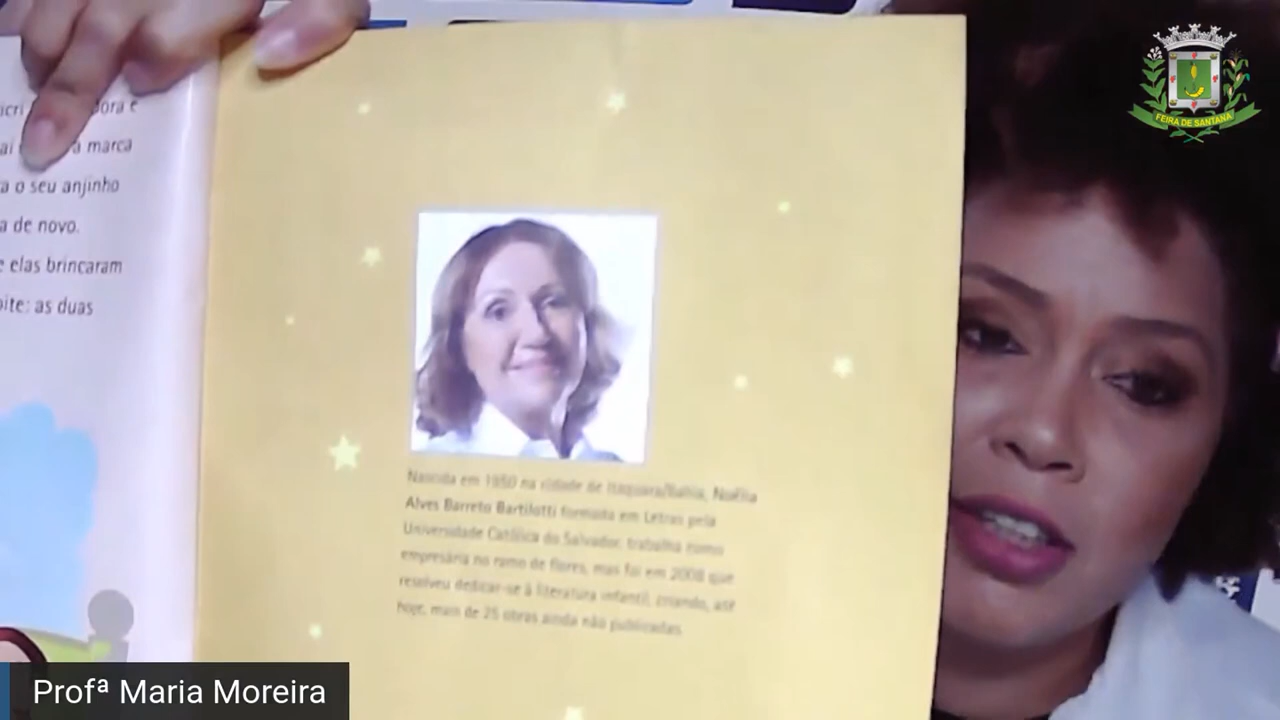 a marca
a o seu anjinho
a de novo.
e elas brincaram
oite: as duas
Nascida em 1950 na cidade de Itaquara/Bahia, Noélia
Alves Barreto Bartilotti formada em Letras pela
Universidade Católica do Salvador, trabalha como
empresária no ramo de flores, mas foi em 2008 que
resolveu dedicar-se à literatura infantil, criando, até
hoje, mais de 25 obras ainda não publicadas
FEIRA DE SANTANA
Profª Maria Moreira